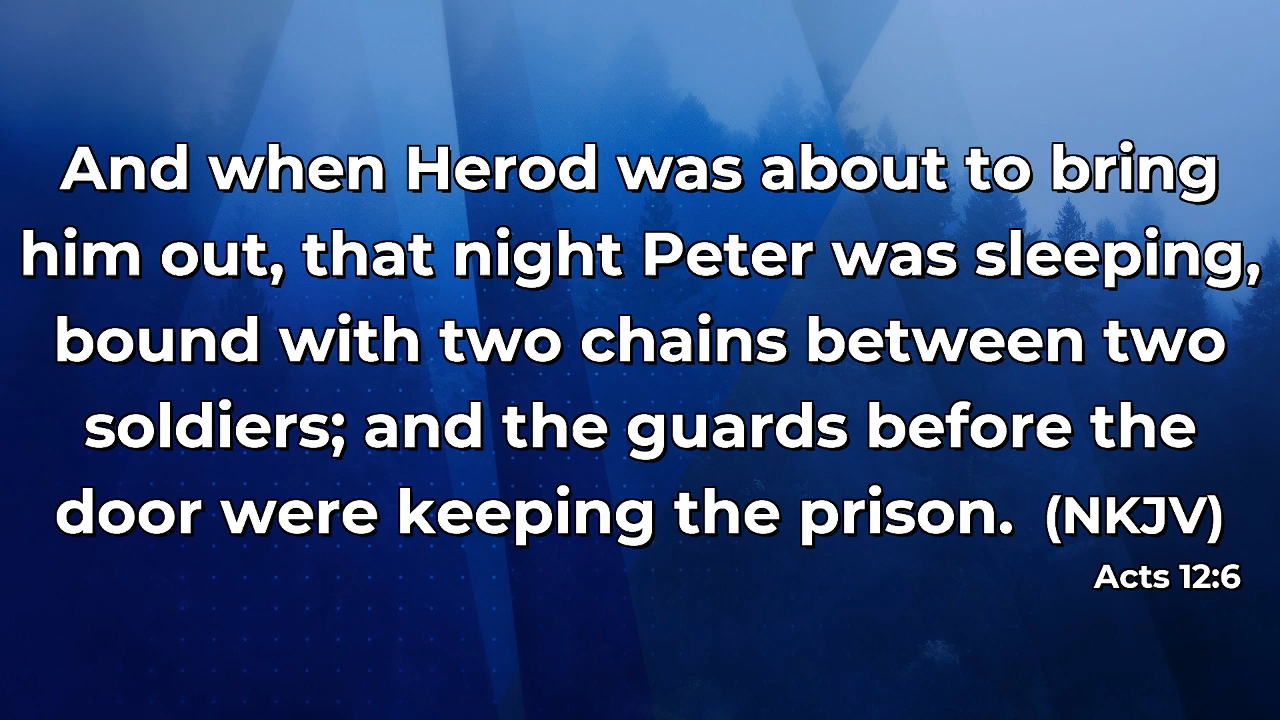 And when Herod was about to bring
him out, that night Peter was sleeping,
bound with two chains between two
soldiers; and the guards before the
door were keeping the prison. (NKJV)
Acts 12:6